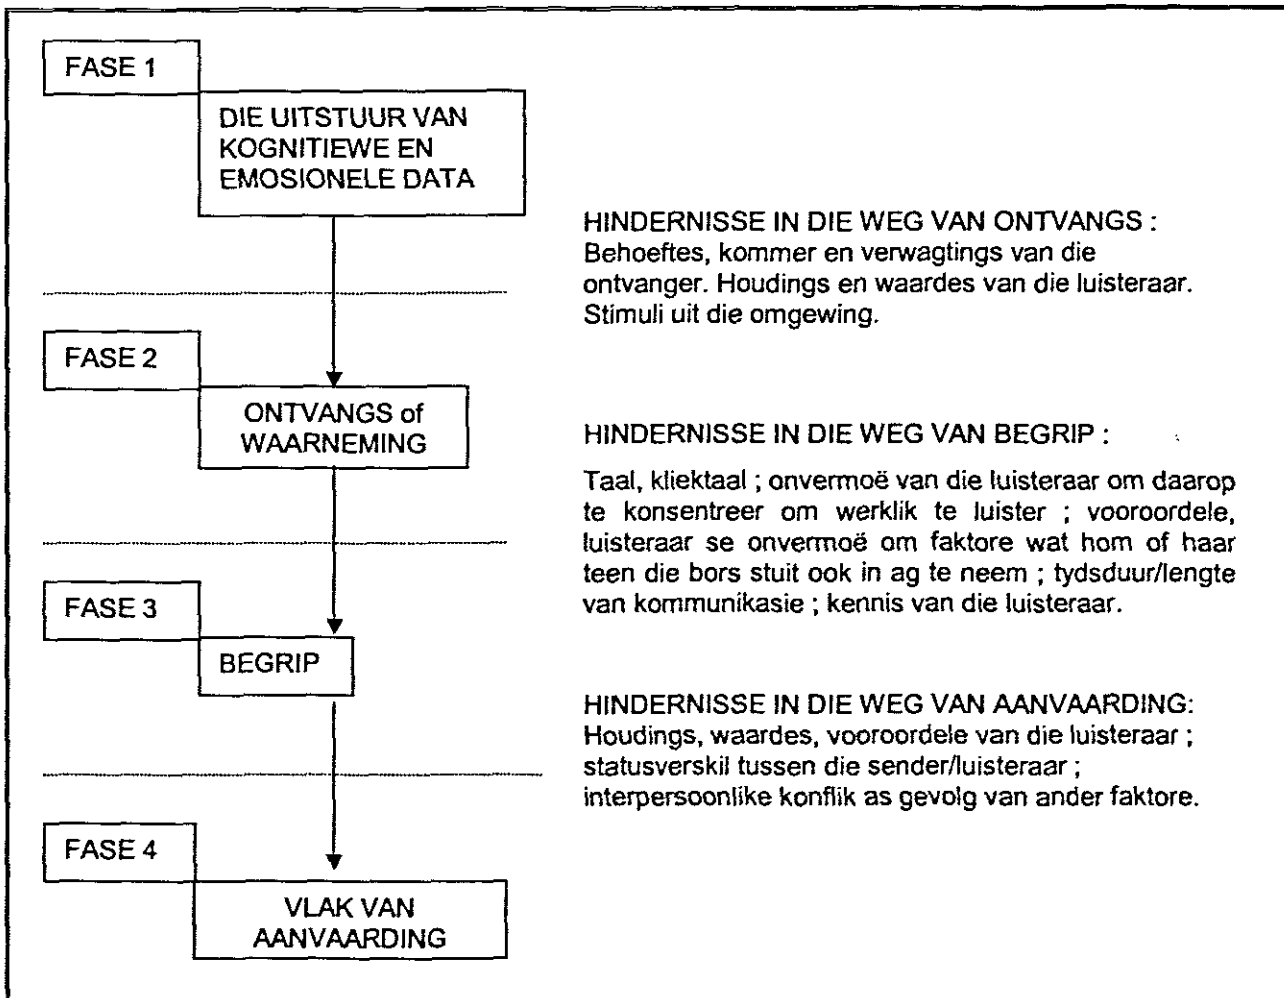 FASE 1
DIE UITSTUUR VAN
KOGNITIEWE EN
EMOSIONELE DATA
HINDERNISSE IN DIE WEG VAN ONTVANGS :
Behoeftes, kommer en verwagtings van die
ontvanger. Houdings en waardes van die luisteraar.
Stimuli uit die omgewing.
FASE 2
ONTVANGS of
WAARNEMING
HINDERNISSE IN DIE WEG VAN BEGRIP :
Taal, kliektaal ; onvermoë van die luisteraar om daarop
te konsentreer om werklik te luister ; vooroordele,
luisteraar se onvermoë om faktore wat hom of haar
teen die bors stuit ook in ag te neem ; tydsduur/lengte
van kommunikasie ; kennis van die luisteraar.
FASE 3
BEGRIP
HINDERNISSE IN DIE WEG VAN AANVAARDING:
Houdings, waardes, vooroordele van die luisteraar ;
statusverskil tussen die sender/luisteraar ;
interpersoonlike konflik as gevolg van ander faktore.
FASE 4
VLAK VAN
AANVAARDING